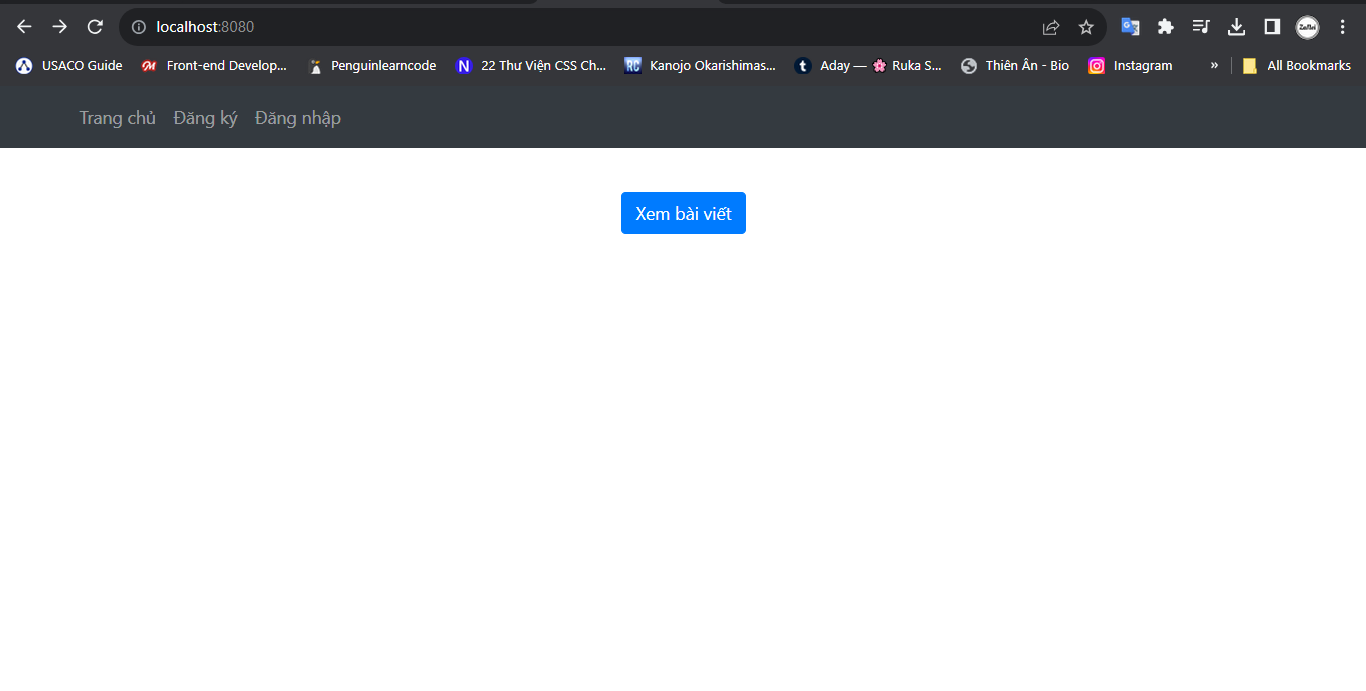 localhost:8080
USACO Guide Front-end Develop... Penguinlearncode N 22 Thư Viện CSS Ch... RC Kanojo Okarishimas... t Aday — 🌸 Ruka S... Thiên Ân - Bio Instagram » All Bookmarks
Trang chủ Đăng ký Đăng nhập
Xem bài viết